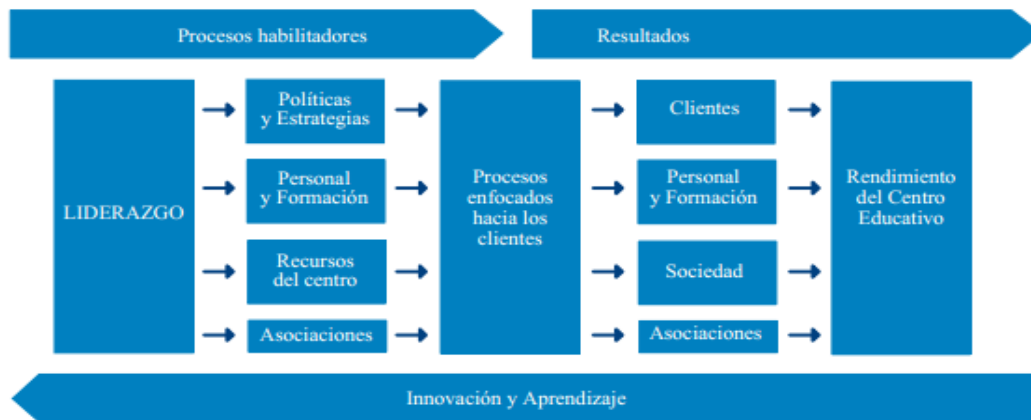 Procesos habilitadores
Resultados
LIDERAZGO
Políticas
y Estrategias
Personal
y Formación
Recursos
del centro
Asociaciones
Procesos
enfocados
hacia los
clientes
Clientes
Personal
y Formación
Sociedad
Asociaciones
Rendimiento
del Centro
Educativo
Innovación y Aprendizaje